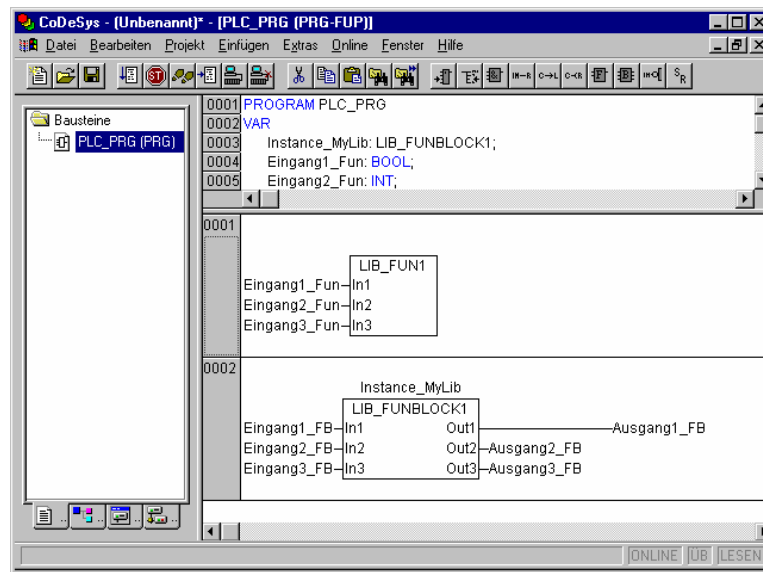 CoDeSys - (Unbenannt)* - [PLC_PRG (PRG-FUP)]
Datei Bearbeiten Projekt Einfügen Extras Online Fenster Hilfe
Bausteine
PLC_PRG (PRG)
0001 PROGRAM PLC_PRG
0002 VAR
0003 Instance_MyLib: LIB_FUNBLOCK1;
0004 Eingang1_Fun: BOOL;
0005 Eingang2_Fun: INT;
0001
LIB_FUN1
Eingang1_Fun In1
Eingang2_Fun In2
Eingang3_Fun In3
0002
Instance_MyLib
LIB_FUNBLOCK1
Eingang1_FB In1 Out1 Ausgang1_FB
Eingang2_FB In2 Out2 Ausgang2_FB
Eingang3_FB In3 Out3 Ausgang3_FB
ONLINE ÜB LESEN